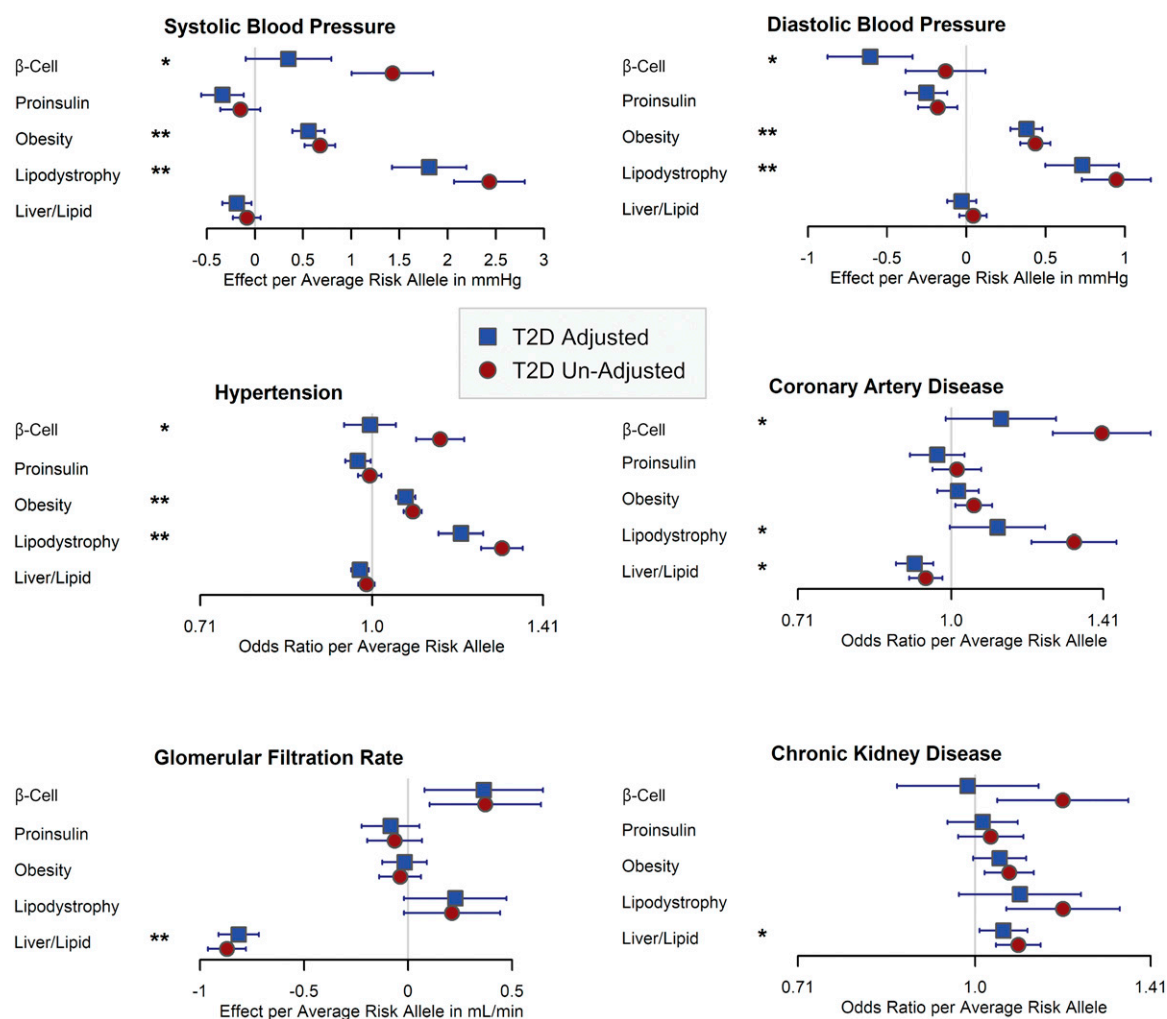 Systolic Blood Pressure
β-Cell *
Proinsulin
Obesity **
Lipodystrophy **
Liver/Lipid
-0.5 0 0.5 1 1.5 2 2.5 3
Effect per Average Risk Allele in mmHg
Diastolic Blood Pressure
β-Cell *
Proinsulin
Obesity **
Lipodystrophy **
Liver/Lipid
-1 -0.5 0 0.5 1
Effect per Average Risk Allele in mmHg
T2D Adjusted
T2D Un-Adjusted
Hypertension
β-Cell *
Proinsulin
Obesity **
Lipodystrophy **
Liver/Lipid
0.71 1.0 1.41
Odds Ratio per Average Risk Allele
Coronary Artery Disease
β-Cell *
Proinsulin
Obesity
Lipodystrophy *
Liver/Lipid *
0.71 1.0 1.41
Odds Ratio per Average Risk Allele
Glomerular Filtration Rate
β-Cell
Proinsulin
Obesity
Lipodystrophy
Liver/Lipid **
-1 -0.5 0 0.5
Effect per Average Risk Allele in mL/min
Chronic Kidney Disease
β-Cell
Proinsulin
Obesity
Lipodystrophy
Liver/Lipid *
0.71 1.0 1.41
Odds Ratio per Average Risk Allele